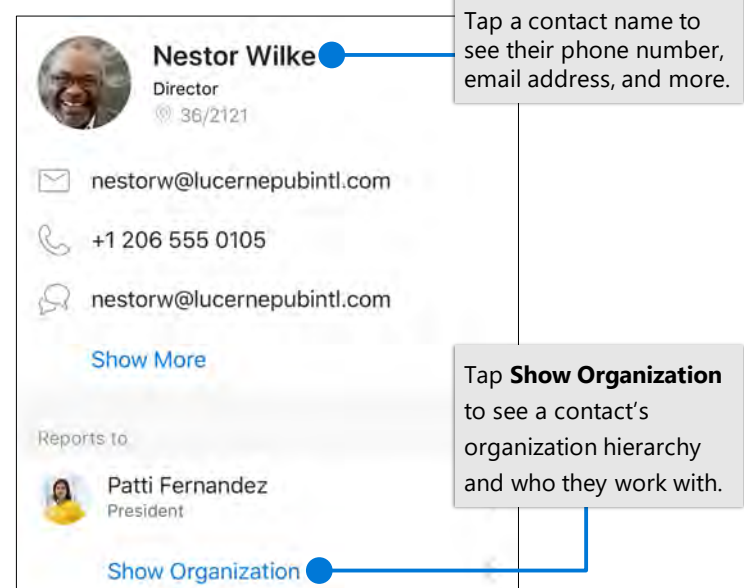 Tap a contact name to
see their phone number,
email address, and more.
Nestor Wilke
Director
36/2121
nestorw@lucernepubintl.com
+1 206 555 0105
nestorw@lucernepubintl.com
Show More
Tap Show Organization
to see a contact's
organization hierarchy
and who they work with.
Reports to
Patti Fernandez
President
Show Organization